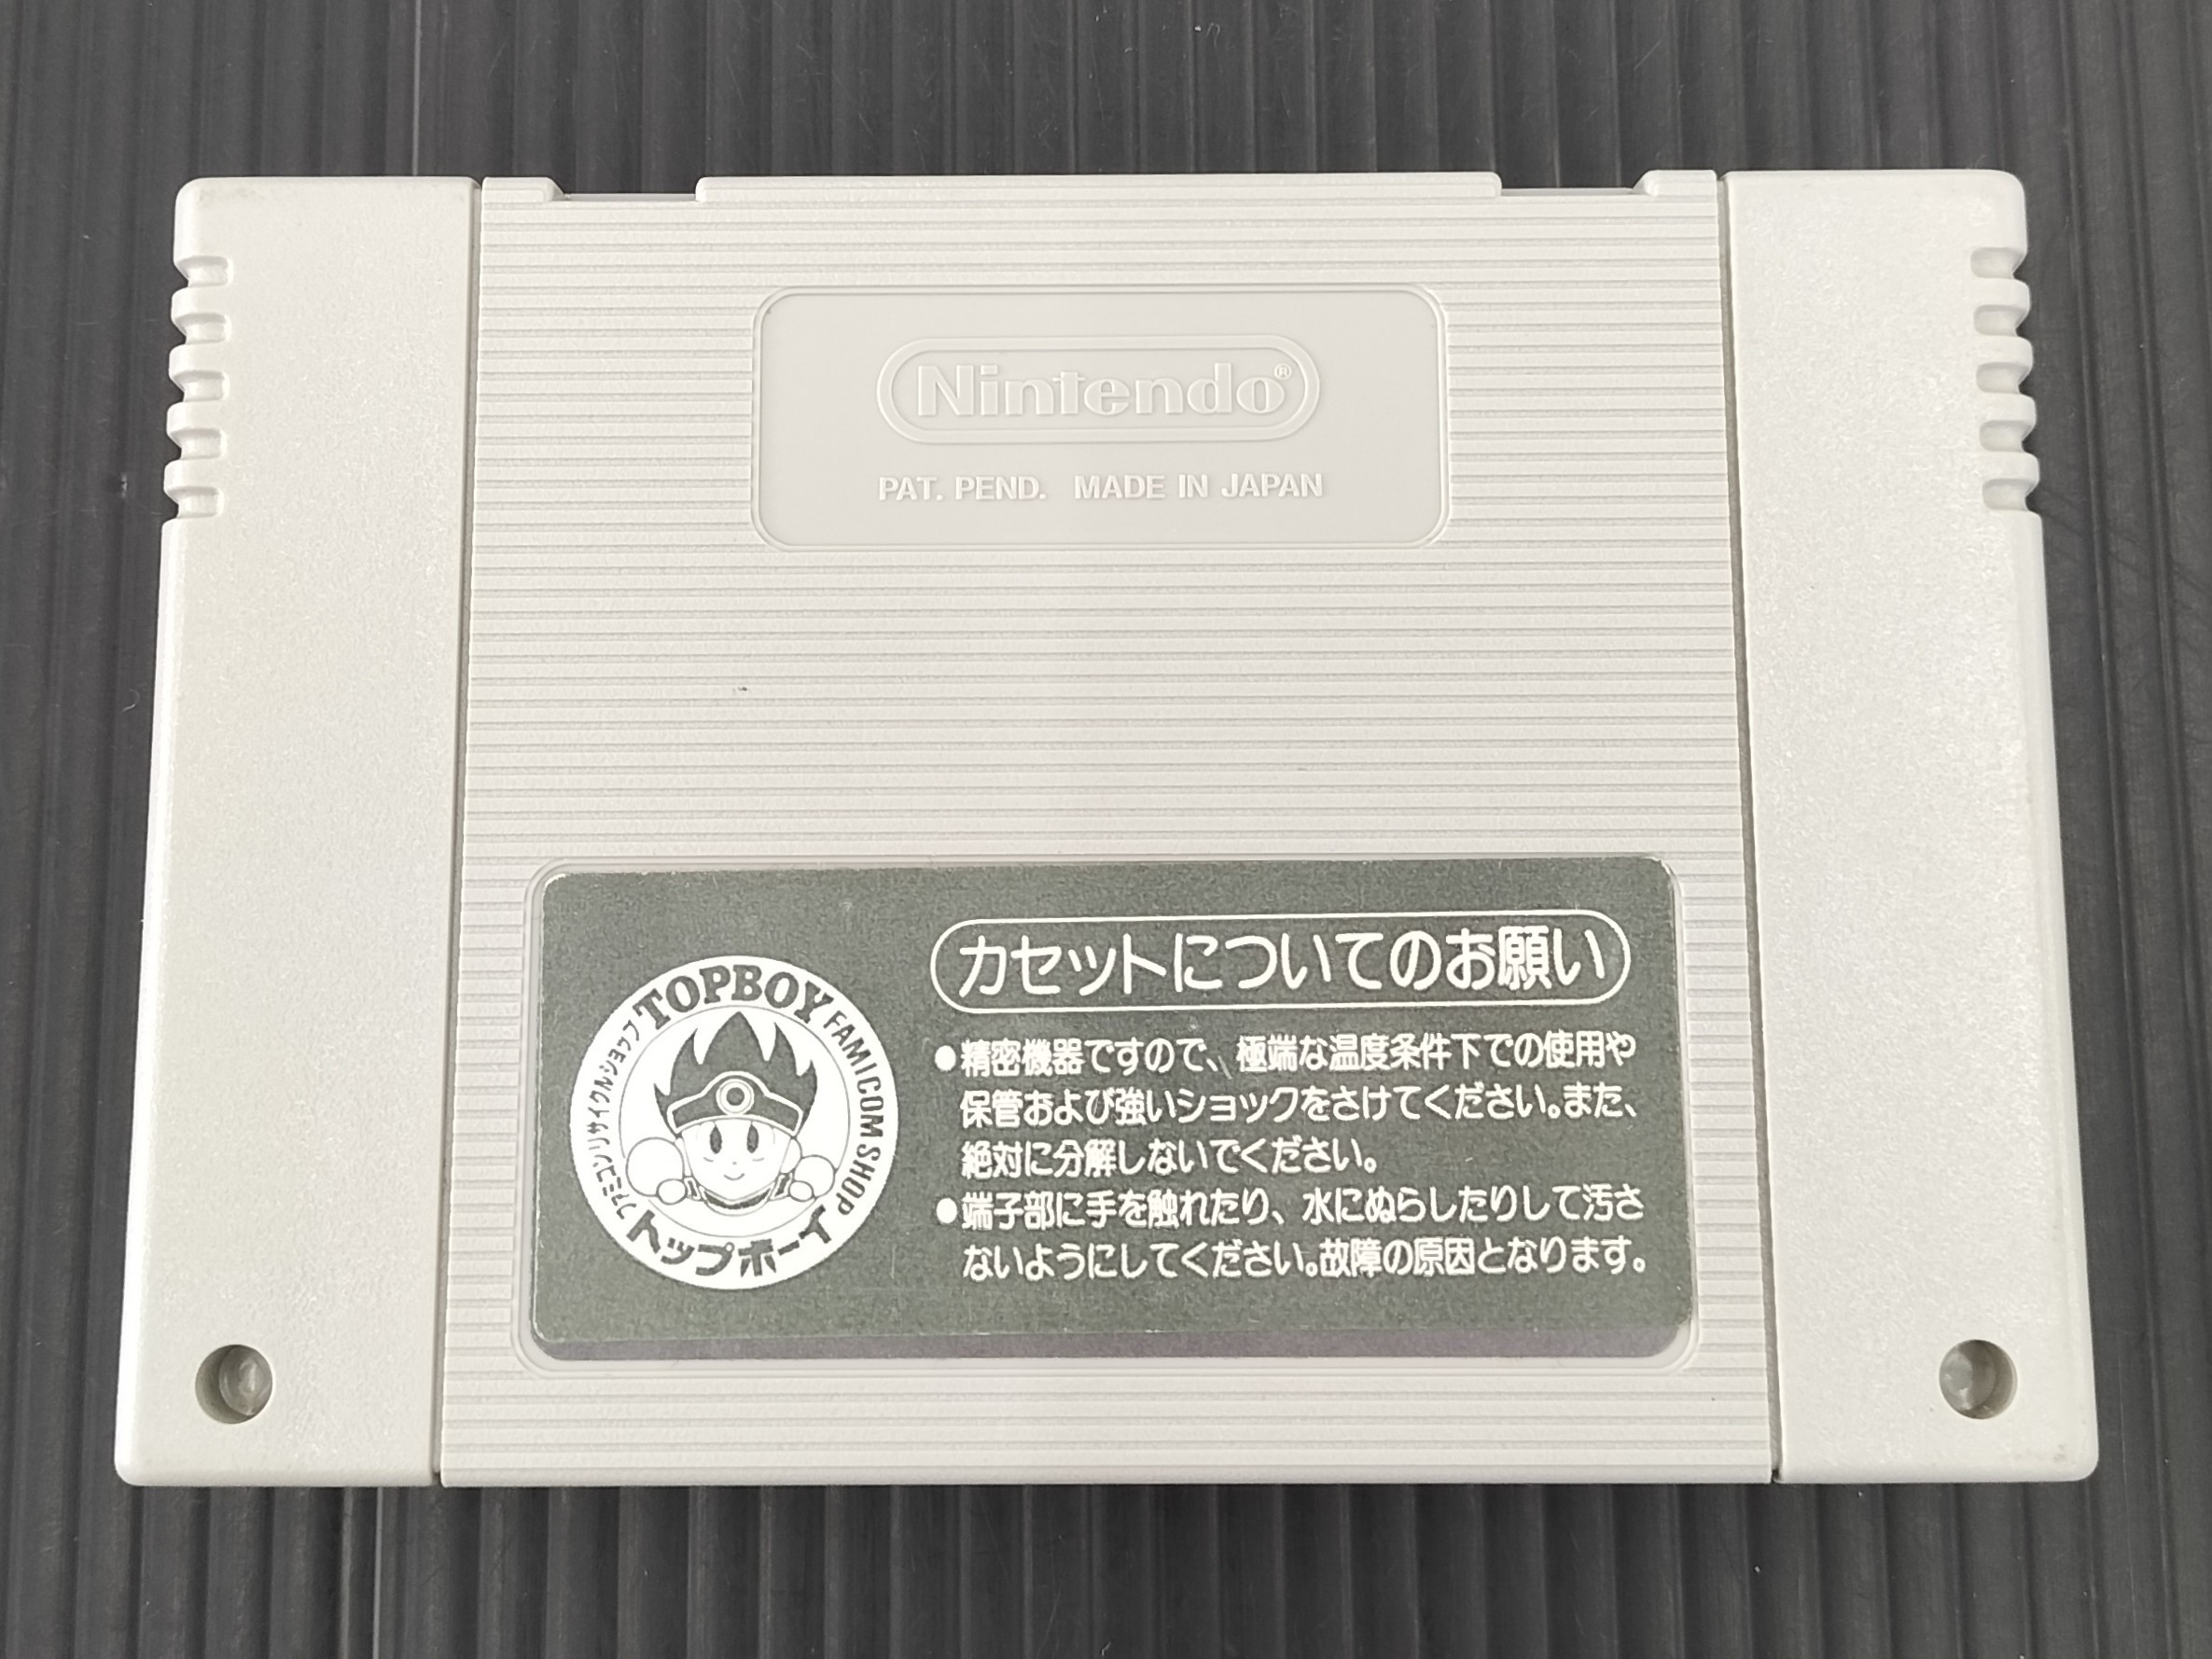 Nintendo®
PAT. PEND. MADE IN JAPAN
カセットについてのお願い
●精密機器ですので、極端な温度条件下での使用や
保管および強いショックをさけてください。また、
絶対に分解しないでください。
●端子部に手を触れたり、水にぬらしたりして汚さ
ないようにしてください。故障の原因となります。
ファミコンリサイクルショップ
TOPBOY
FAMICOM SHOP
トップボーイ